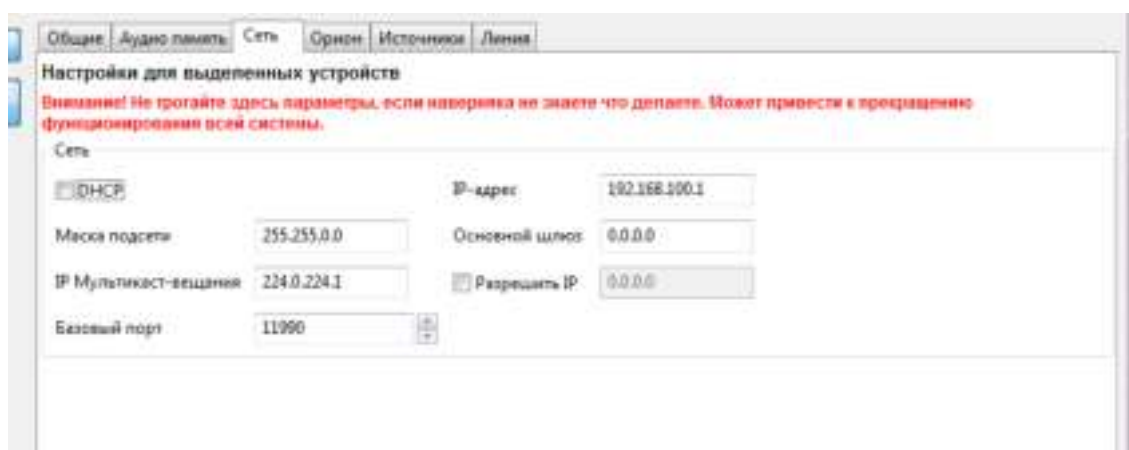 Общие Аудио память Сеть Орион Источники Линия
Настройки для выделенных устройств
Внимание! Не трогайте здесь параметры, если наверняка не знаете что делаете. Может привести к прекращению
функционирования всей системы.
Сеть
DHCP IP-адрес 192.168.100.1
Маска подсети 255.255.0.0 Основной шлюз 0.0.0.0
IP Мультикаст-вещания 224.0.224.1 Разрешить IP 0.0.0.0
Базовый порт 11990